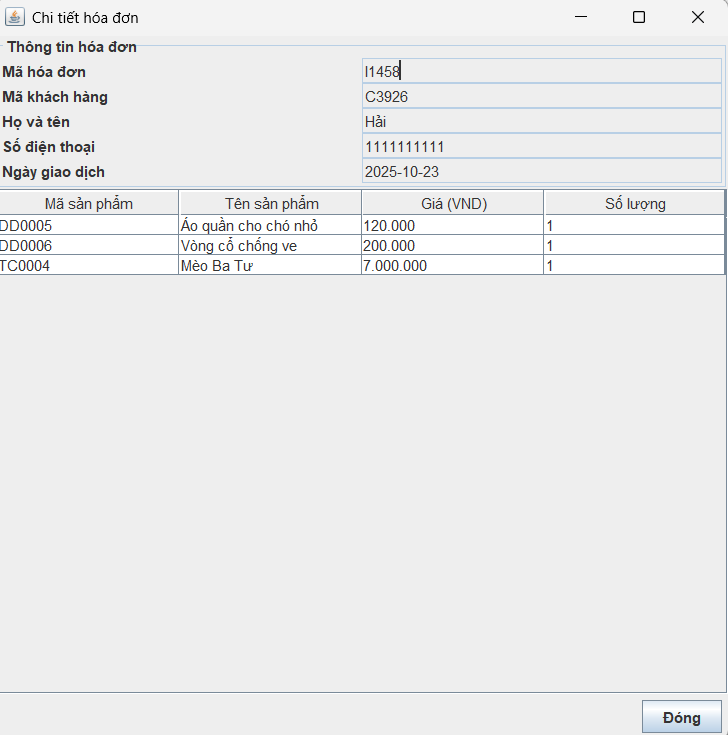 Chi tiết hóa đơn
Thông tin hóa đơn
Mã hóa đơn I1458
Mã khách hàng C3926
Họ và tên Hải
Số điện thoại 1111111111
Ngày giao dịch 2025-10-23
Mã sản phẩm Tên sản phẩm Giá (VND) Số lượng
DD0005 Áo quần cho chó nhỏ 120.000 1
DD0006 Vòng cổ chống ve 200.000 1
TC0004 Mèo Ba Tư 7.000.000 1
Đóng